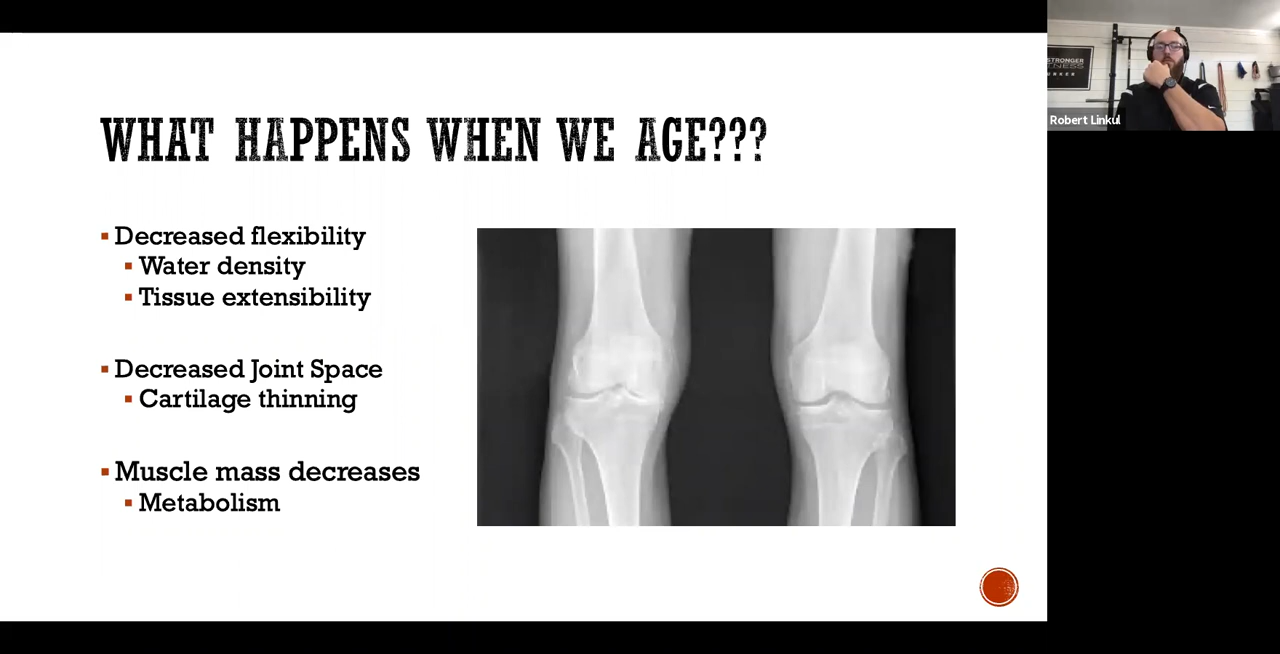 WHAT HAPPENS WHEN WE AGE???
Decreased flexibility
Water density
Tissue extensibility
Decreased Joint Space
Cartilage thinning
Muscle mass decreases
Metabolism
STRONGER
Robert Linkul